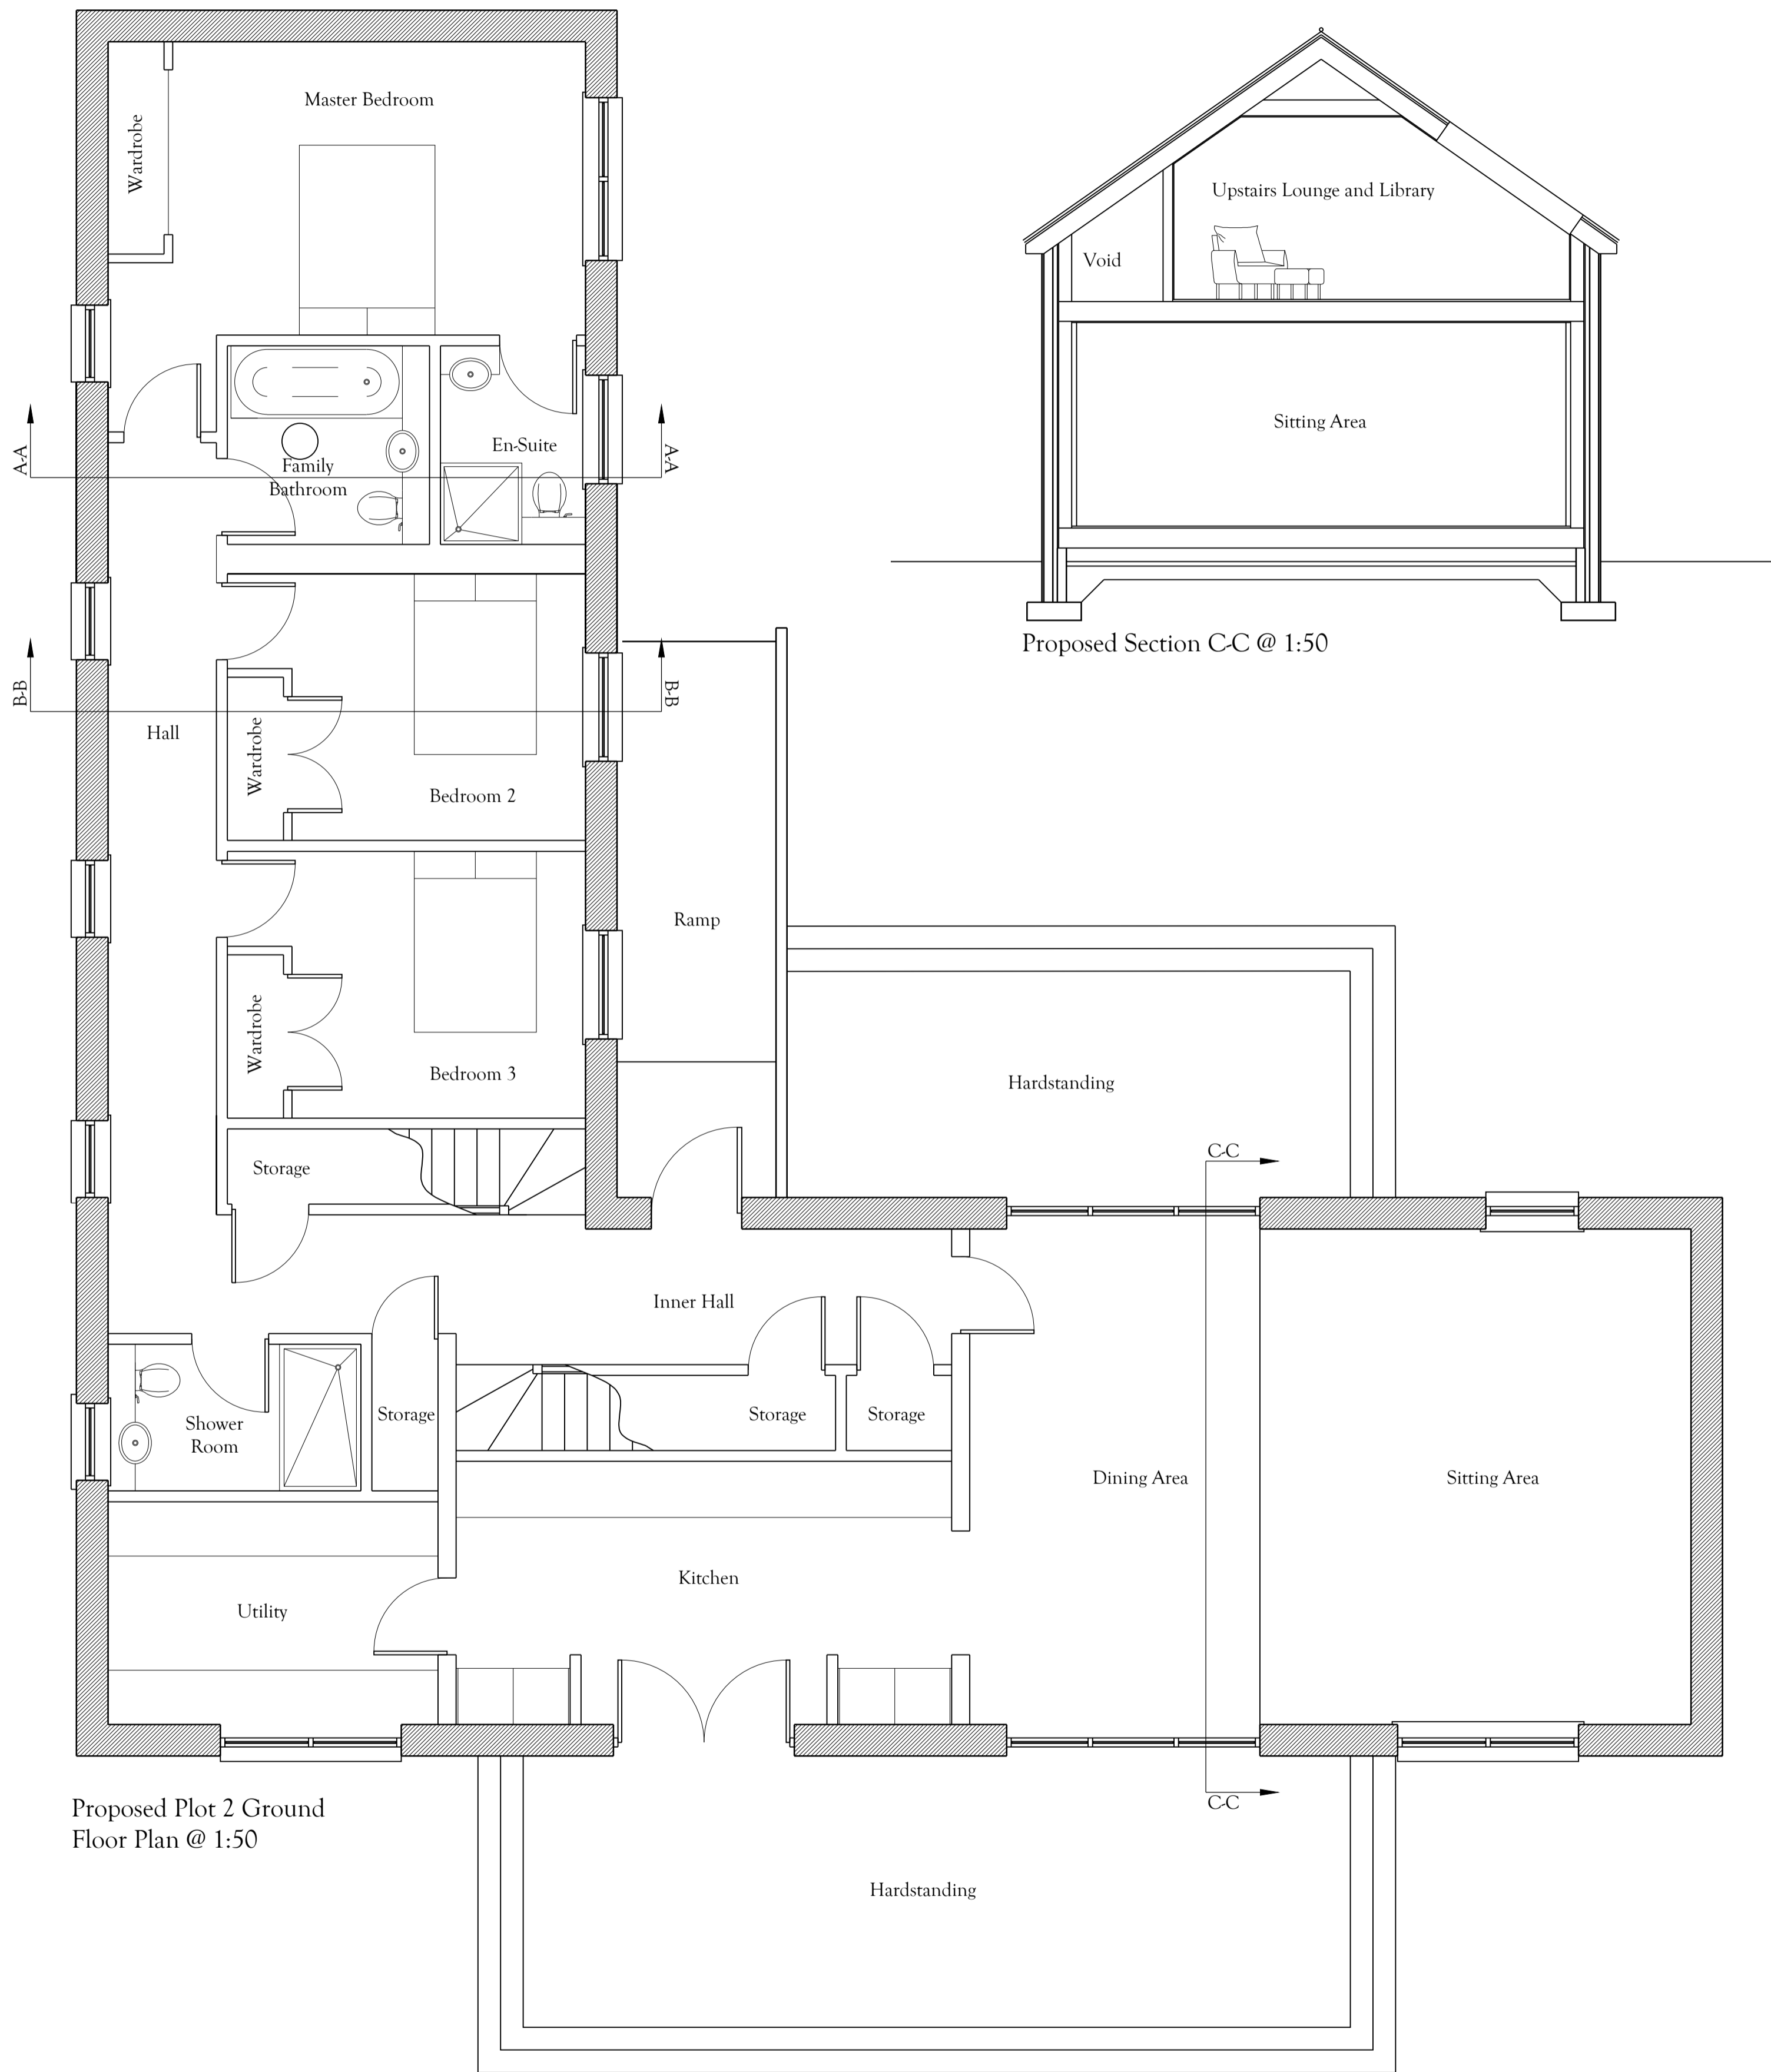 Master Bedroom
Wardrobe
Upstairs Lounge and Library
Void
Sitting Area
Proposed Section C-C @ 1:50
A-A
A-A
En-Suite
Family
Bathroom
B-B
B-B
Hall
Wardrobe
Bedroom 2
Ramp
Wardrobe
Bedroom 3
Hardstanding
Storage
C-C
Inner Hall
Shower
Room
Storage
Storage
Storage
Dining Area
Sitting Area
Kitchen
Utility
C-C
Proposed Plot 2 Ground
Floor Plan @ 1:50
Hardstanding